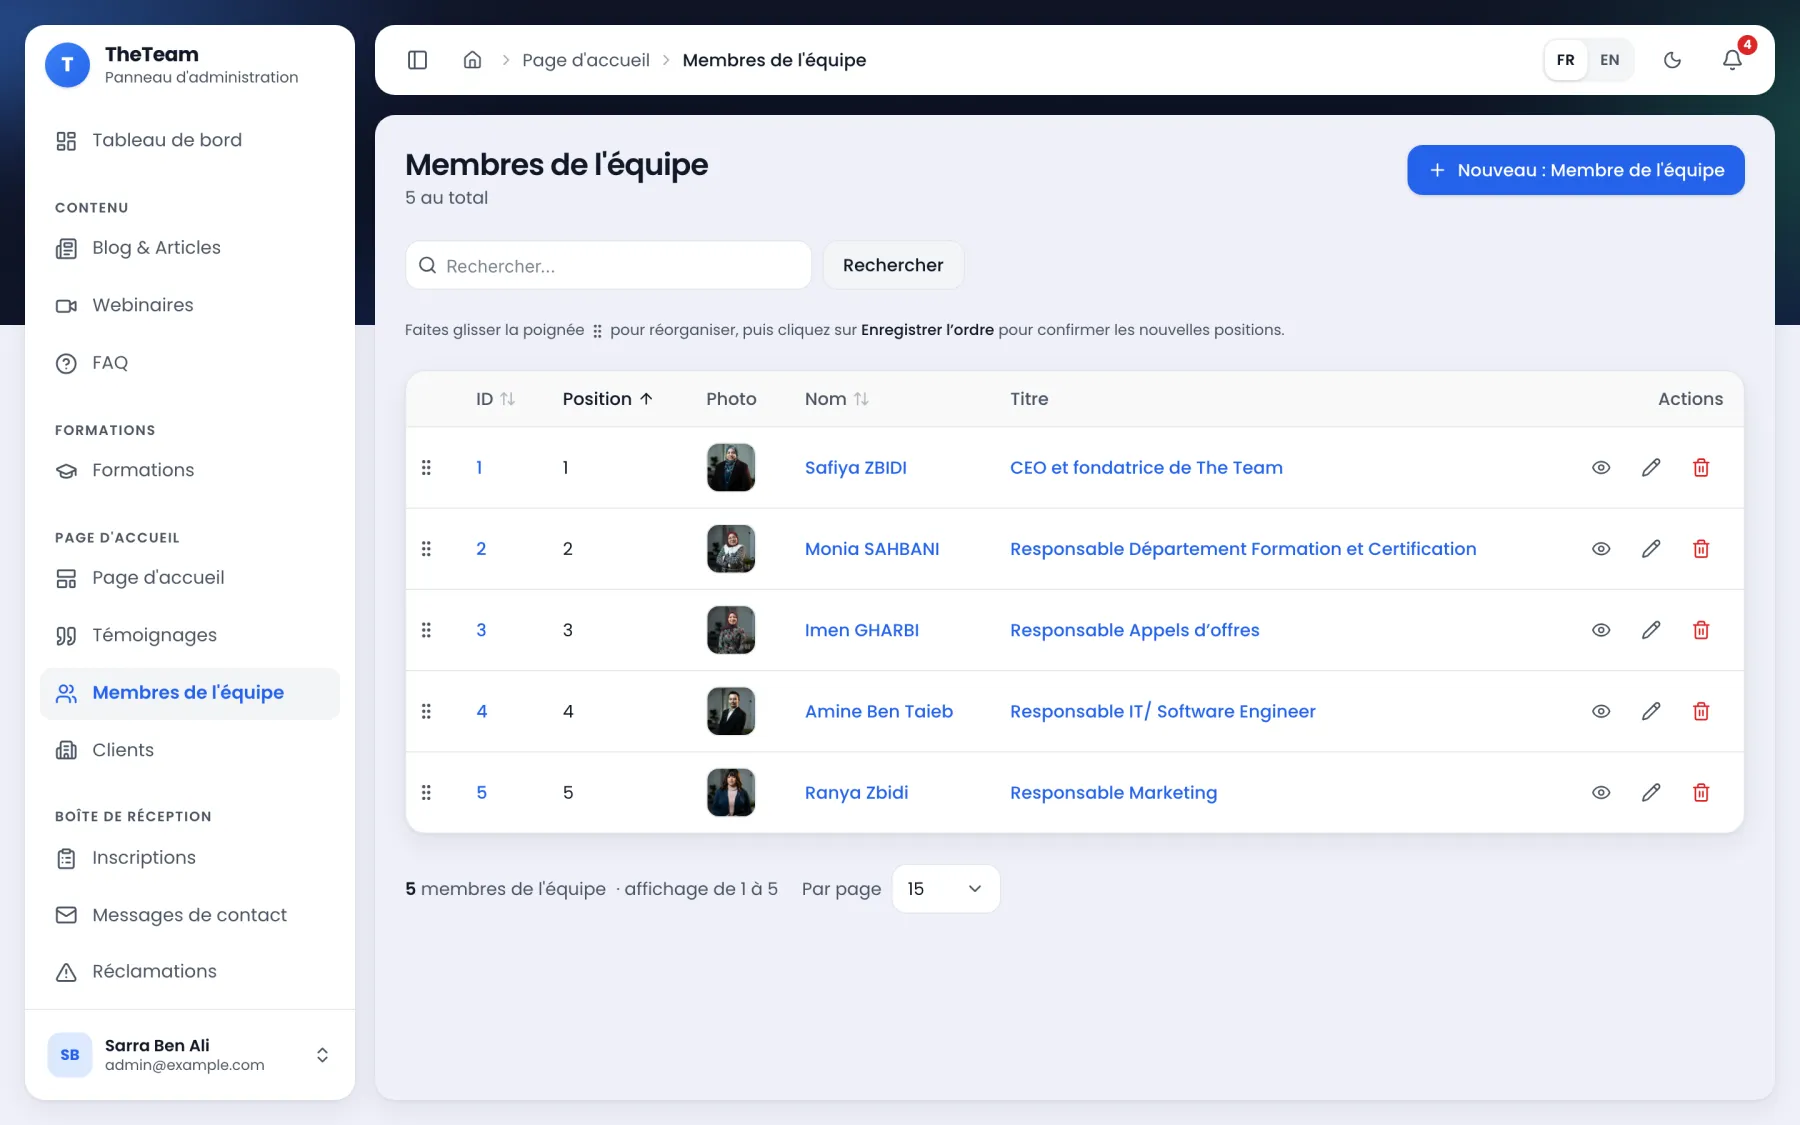 T
TheTeam
Panneau d'administration
Tableau de bord
CONTENU
Blog & Articles
Webinaires
FAQ
FORMATIONS
Formations
PAGE D'ACCUEIL
Page d'accueil
Témoignages
Membres de l'équipe
Clients
BOÎTE DE RÉCEPTION
Inscriptions
Messages de contact
Réclamations
SB
Sarra Ben Ali
admin@example.com
Page d'accueil
Membres de l'équipe
FR EN
4
Membres de l'équipe
5 au total
Nouveau : Membre de l'équipe
Rechercher...
Rechercher
Faites glisser la poignée pour réorganiser, puis cliquez sur Enregistrer l’ordre pour confirmer les nouvelles positions.
ID Position Photo Nom Titre Actions
1 1 Safiya ZBIDI CEO et fondatrice de The Team
2 2 Monia SAHBANI Responsable Département Formation et Certification
3 3 Imen GHARBI Responsable Appels d’offres
4 4 Amine Ben Taieb Responsable IT/ Software Engineer
5 5 Ranya Zbidi Responsable Marketing
5 membres de l'équipe · affichage de 1 à 5 Par page 15